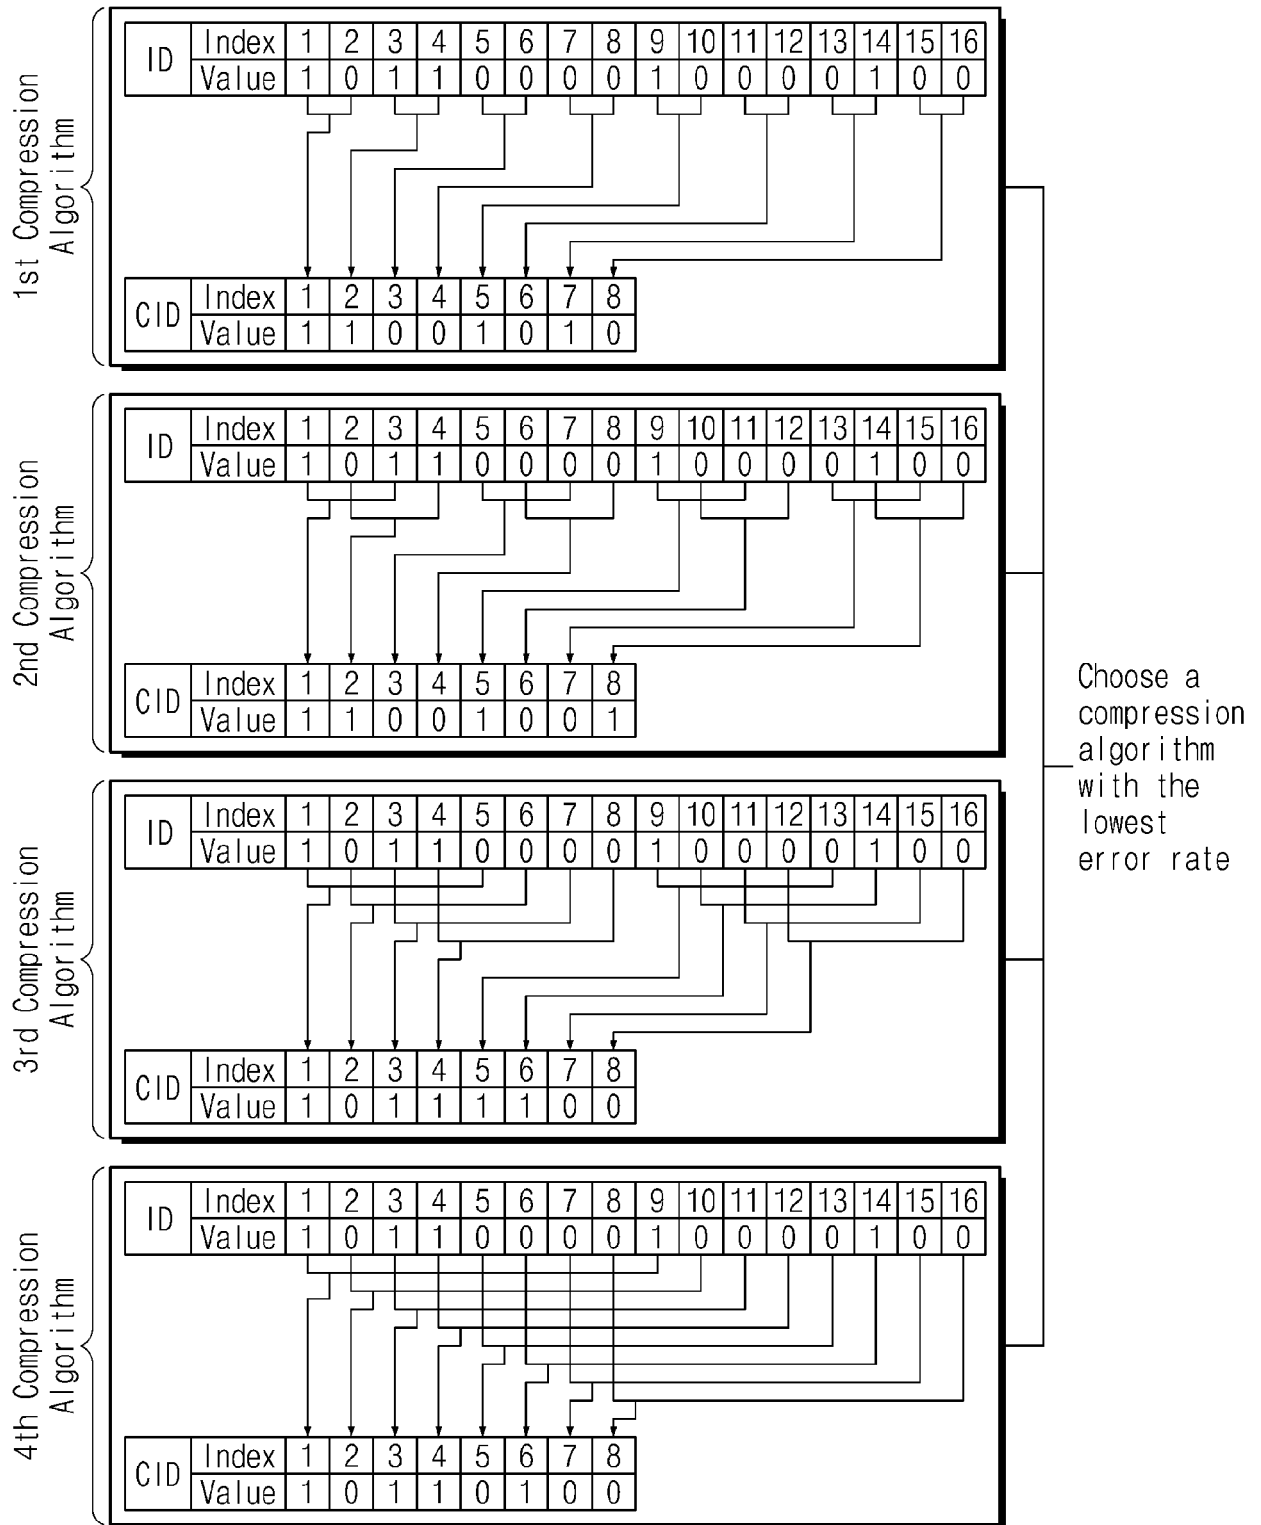 1st Compression
Algorithm
ID
Index 1 2 3 4 5 6 7 8 9 10 11 12 13 14 15 16
Value 1 0 1 1 0 0 0 0 1 0 0 0 0 1 0 0
CID
Index 1 2 3 4 5 6 7 8
Value 1 1 0 0 1 0 1 0
2nd Compression
Algorithm
ID
Index 1 2 3 4 5 6 7 8 9 10 11 12 13 14 15 16
Value 1 0 1 1 0 0 0 0 1 0 0 0 0 1 0 0
CID
Index 1 2 3 4 5 6 7 8
Value 1 1 0 0 1 0 0 1
3rd Compression
Algorithm
ID
Index 1 2 3 4 5 6 7 8 9 10 11 12 13 14 15 16
Value 1 0 1 1 0 0 0 0 1 0 0 0 0 1 0 0
CID
Index 1 2 3 4 5 6 7 8
Value 1 0 1 1 1 1 0 0
4th Compression
Algorithm
ID
Index 1 2 3 4 5 6 7 8 9 10 11 12 13 14 15 16
Value 1 0 1 1 0 0 0 0 1 0 0 0 0 1 0 0
CID
Index 1 2 3 4 5 6 7 8
Value 1 0 1 1 0 1 0 0
Choose a
compression
algorithm
with the
lowest
error rate